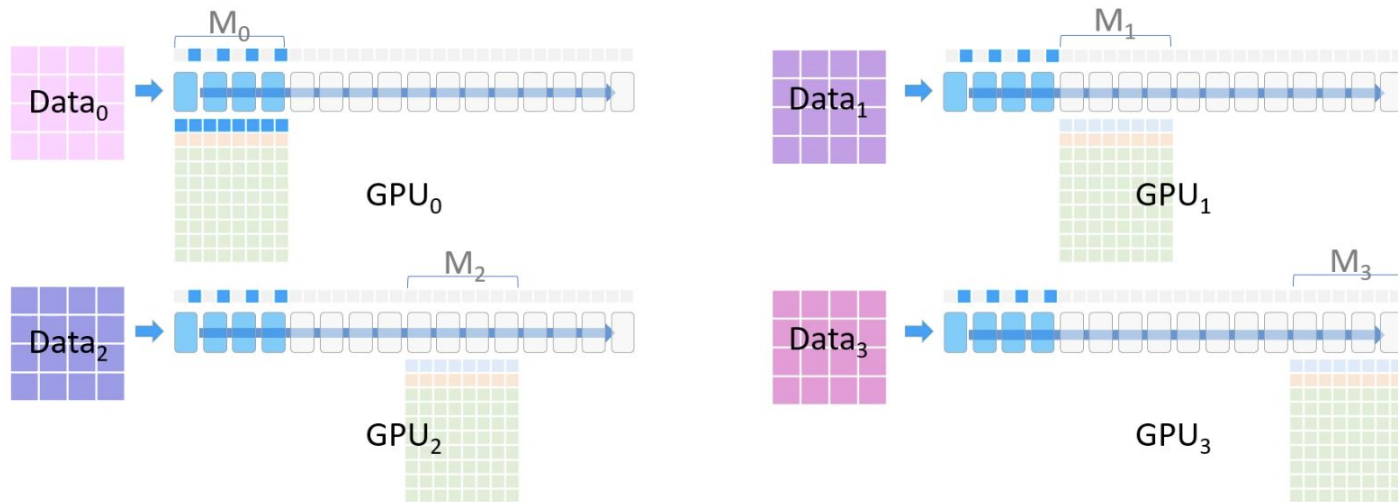 M₀
Data₀
GPU₀
M₁
Data₁
GPU₁
M₂
Data₂
GPU₂
M₃
Data₃
GPU₃